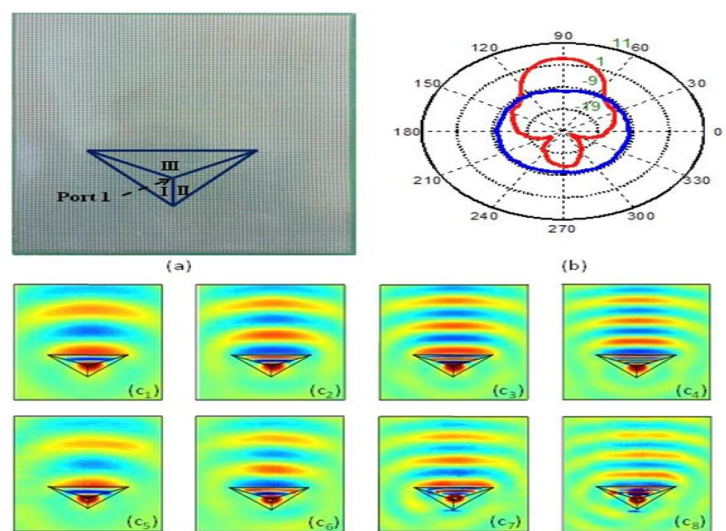 III
Port 1
I II
(a)
90
120
60
11
1
150
30
-9
-19
180
0
210
330
240
300
270
(b)
(c1)
(c2)
(c3)
(c4)
(c5)
(c6)
(c7)
(c8)